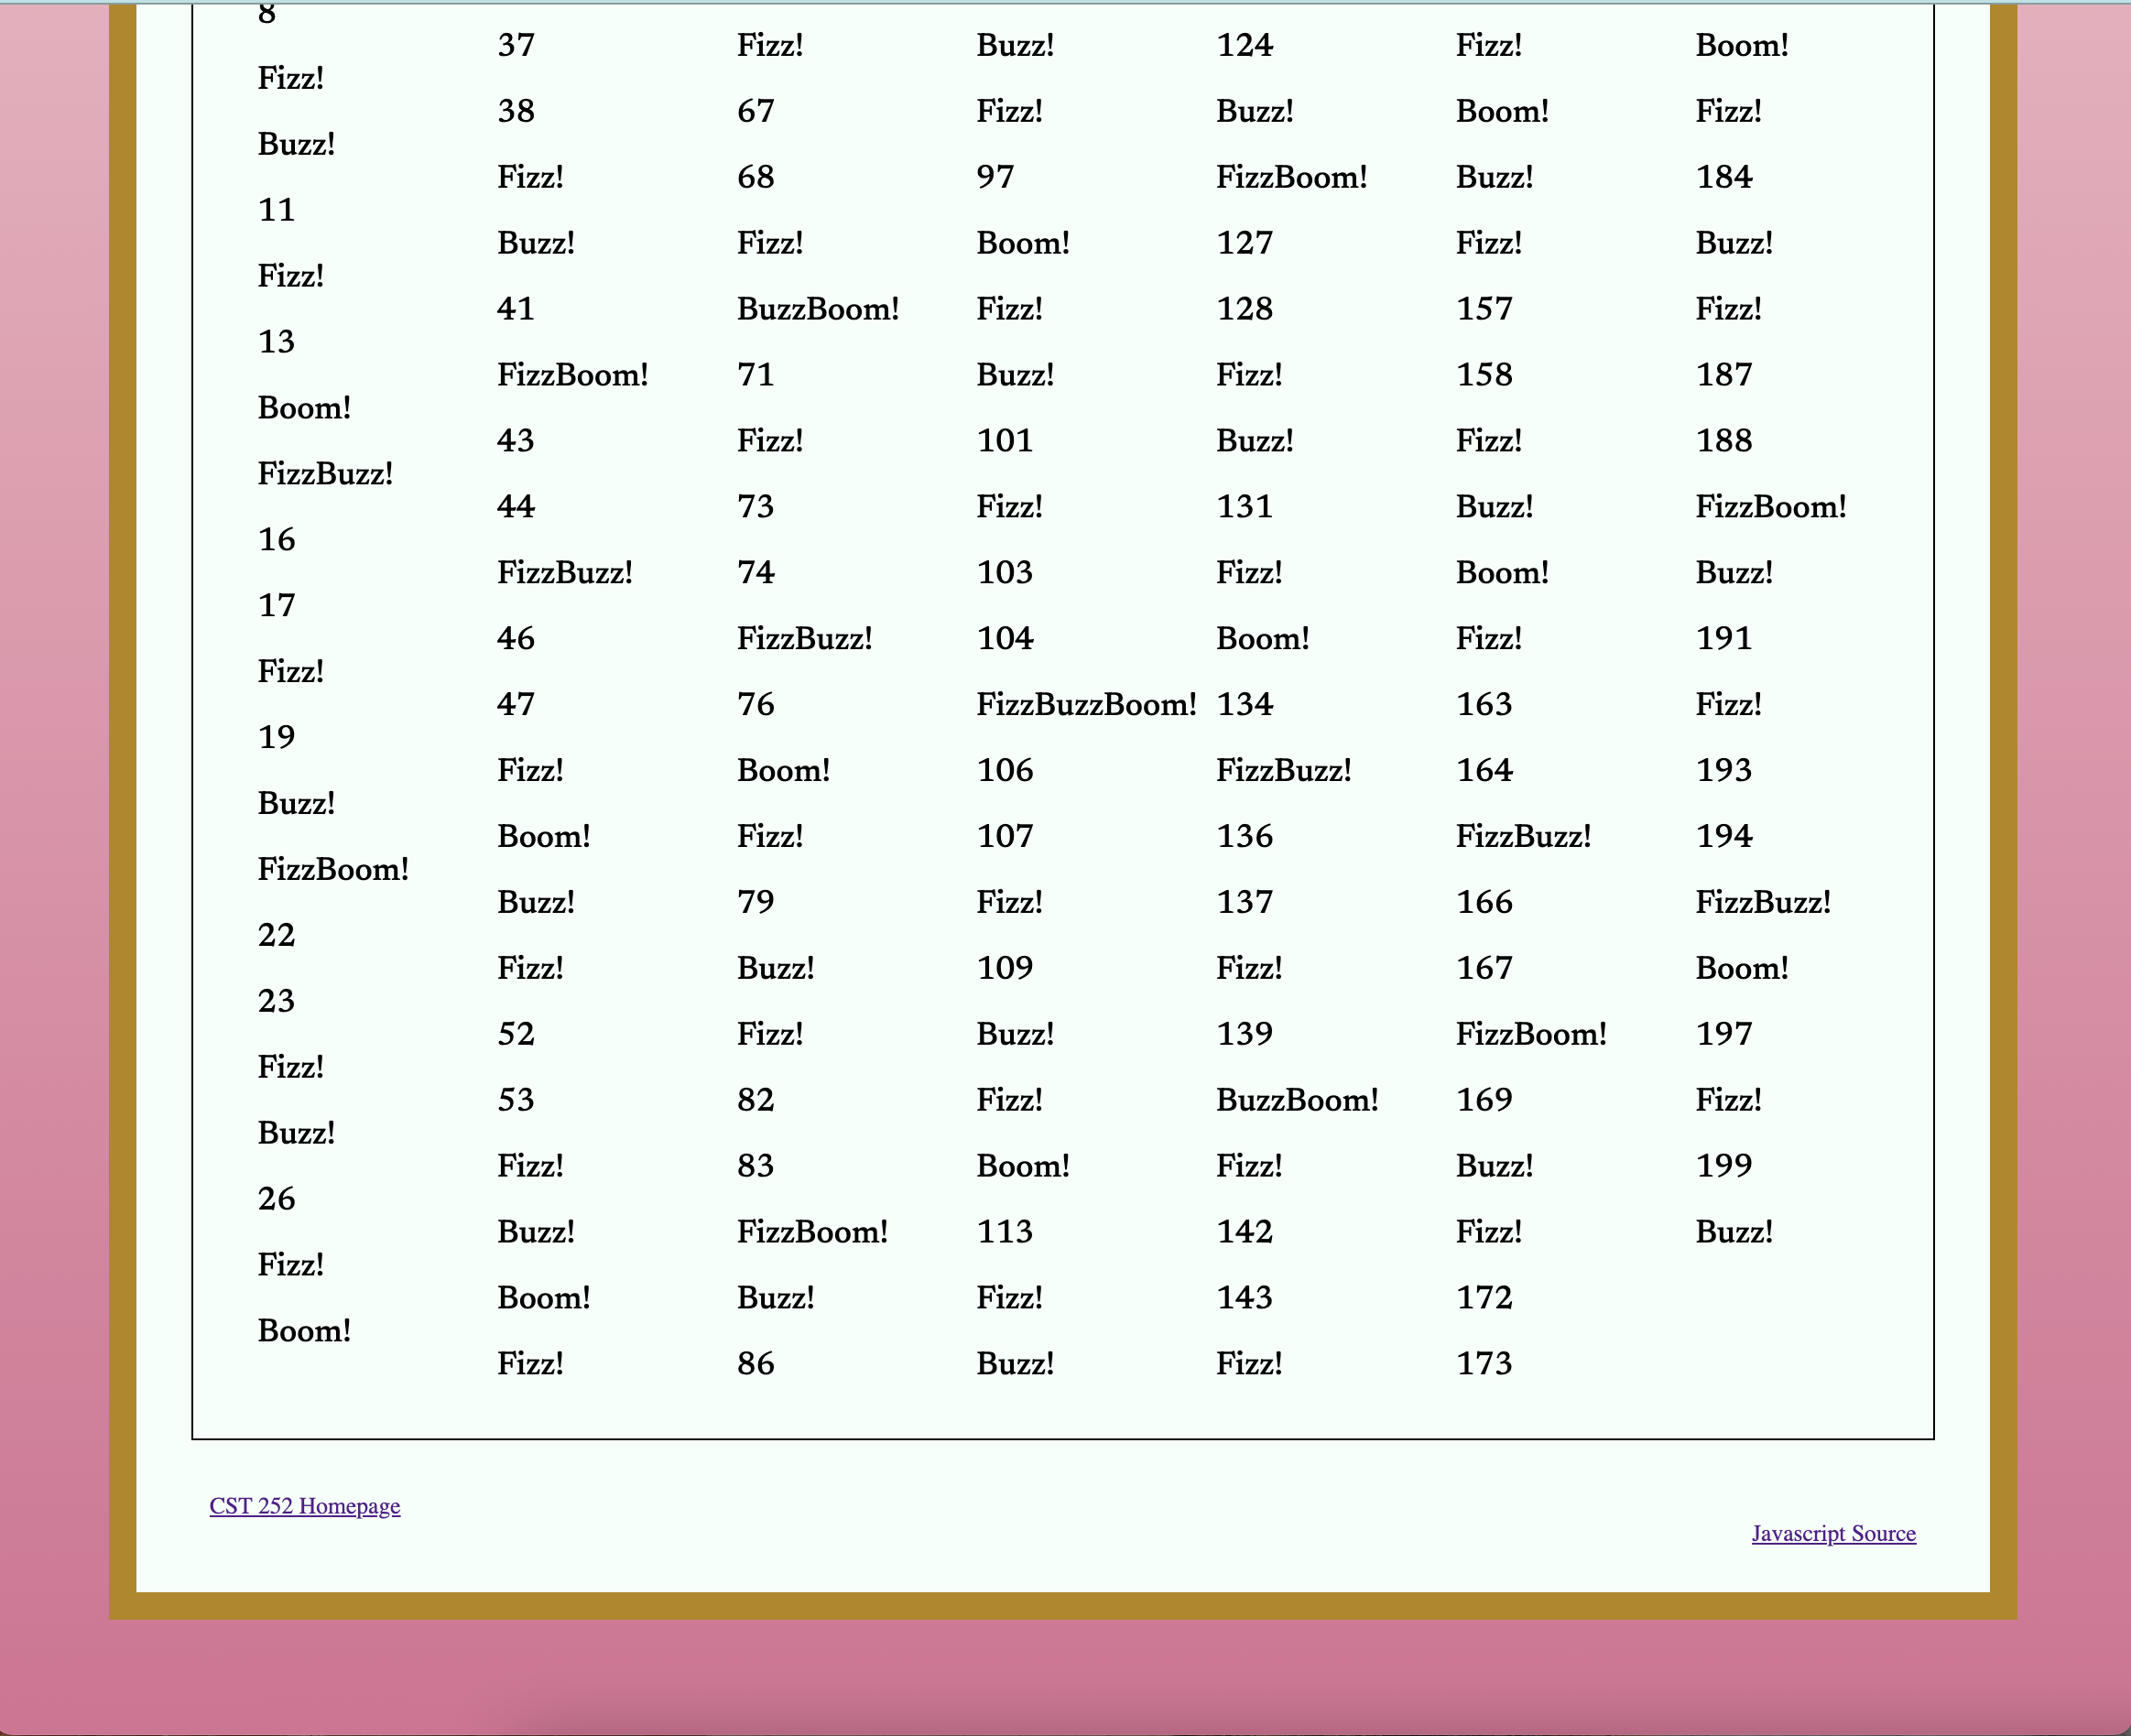 8
Fizz!
Buzz!
11
Fizz!
13
Boom!
FizzBuzz!
16
17
Fizz!
19
Buzz!
FizzBoom!
22
23
Fizz!
Buzz!
26
Fizz!
Boom!
37
38
Fizz!
Buzz!
41
FizzBoom!
43
44
FizzBuzz!
46
47
Fizz!
Boom!
Buzz!
Fizz!
52
53
Fizz!
Buzz!
Boom!
Fizz!
Fizz!
67
68
Fizz!
BuzzBoom!
71
Fizz!
73
74
FizzBuzz!
76
Boom!
Fizz!
79
Buzz!
Fizz!
82
83
FizzBoom!
Buzz!
86
Buzz!
Fizz!
97
Boom!
Fizz!
Buzz!
101
Fizz!
103
104
FizzBuzzBoom!
106
107
Fizz!
109
Buzz!
Fizz!
Boom!
113
Fizz!
Buzz!
124
Buzz!
FizzBoom!
127
128
Fizz!
Buzz!
131
Fizz!
Boom!
134
FizzBuzz!
136
137
Fizz!
139
BuzzBoom!
Fizz!
142
143
Fizz!
Fizz!
Boom!
Buzz!
Fizz!
157
158
Fizz!
Buzz!
Boom!
Fizz!
163
164
FizzBuzz!
166
167
FizzBoom!
169
Buzz!
Fizz!
172
173
Boom!
Fizz!
184
Buzz!
Fizz!
187
188
FizzBoom!
Buzz!
191
Fizz!
193
194
FizzBuzz!
Boom!
197
Fizz!
199
Buzz!
CST 252 Homepage
Javascript Source